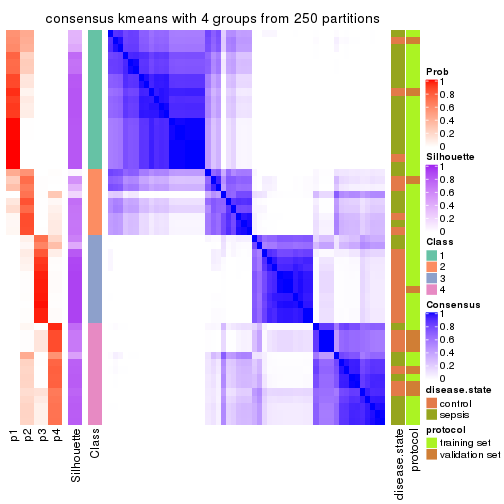 consensus kmeans with 4 groups from 250 partitions
p1
p2
p3
p4
Silhouette
Class
disease.state
protocol
Prob
1
0.8
0.6
0.4
0.2
0
Silhouette
1
0.8
0.6
0.4
0.2
0
Class
1
2
3
4
Consensus
1
0.8
0.6
0.4
0.2
0
disease.state
control
sepsis
protocol
training set
validation set